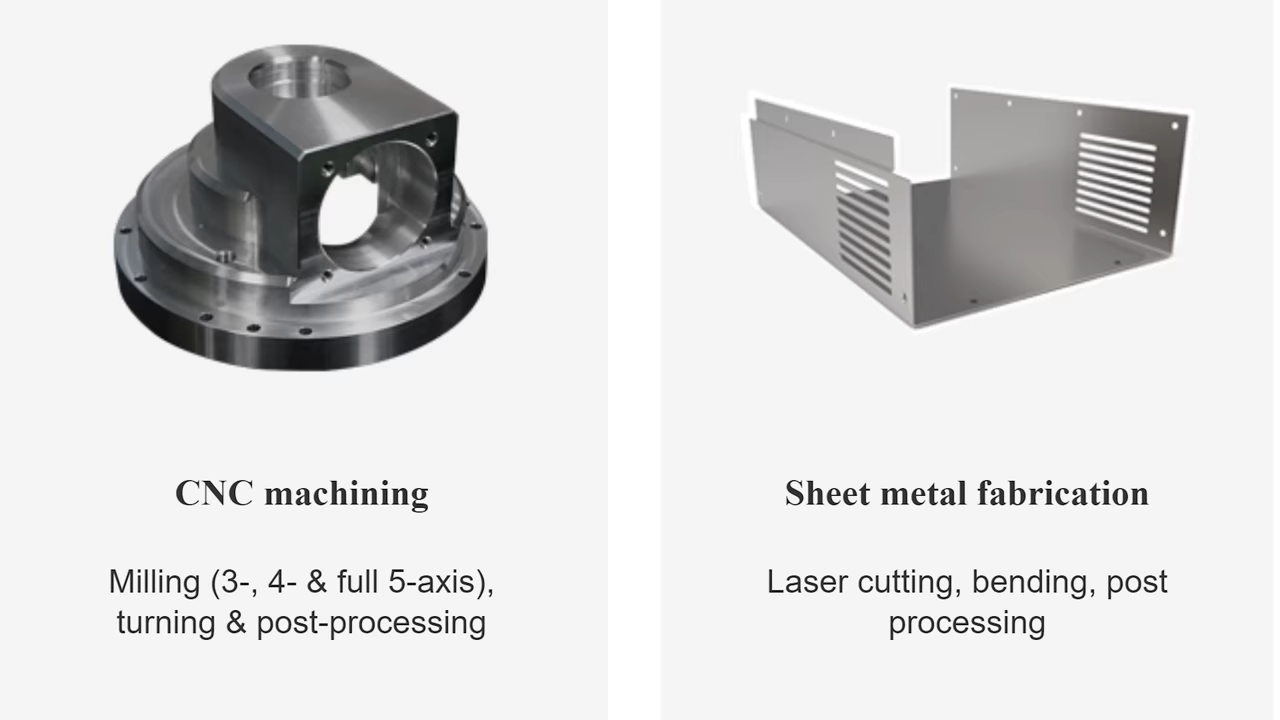 CNC machining
Milling (3-, 4- & full 5-axis),
turning & post-processing
Sheet metal fabrication
Laser cutting, bending, post
processing